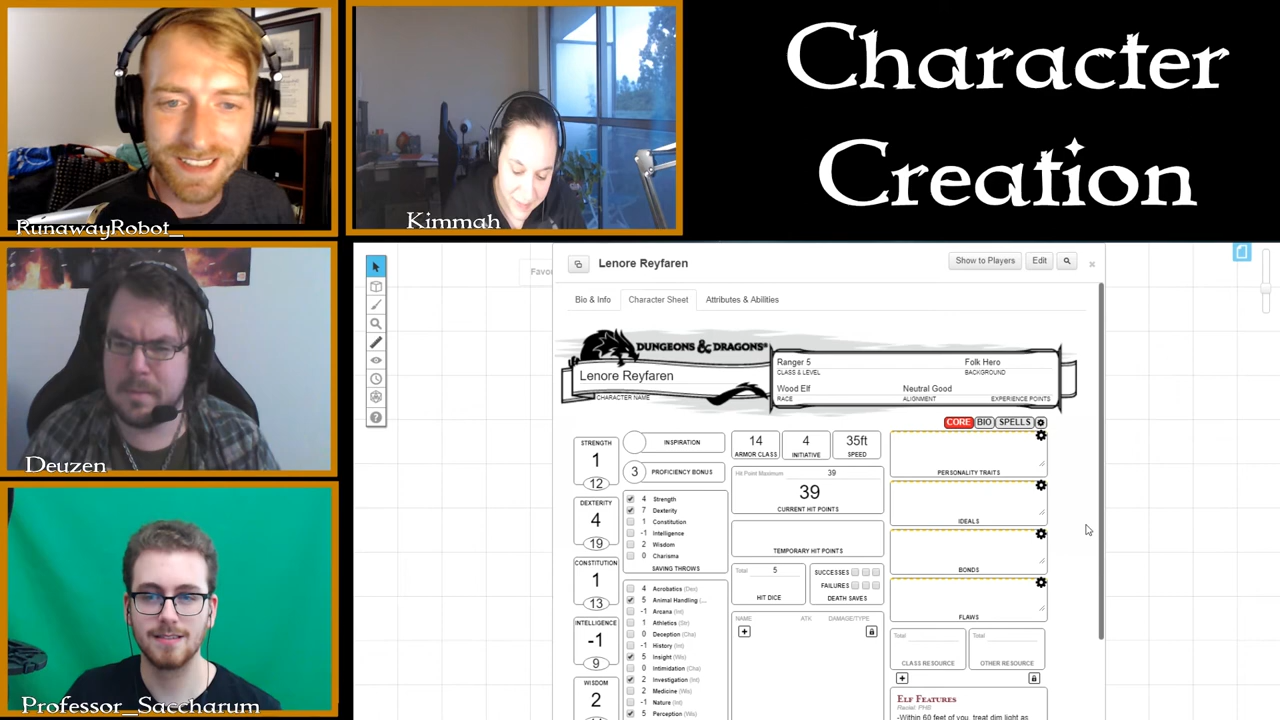 Character
Creation
RunawayRobot_
Kimmah
Deuzen
Professor_Saccharum
Favo
Lenore Reyfaren
Show to Players
Edit
Bio & Info
Character Sheet
Attributes & Abilities
DUNGEONS & DRAGONS®
Lenore Reyfaren
CHARACTER NAME
Ranger 5
Folk Hero
CLASS & LEVEL
BACKGROUND
Wood Elf
Neutral Good
RACE
ALIGNMENT
EXPERIENCE POINTS
CORE
BIO
SPELLS
STRENGTH
1
12
DEXTERITY
4
19
CONSTITUTION
1
13
INTELLIGENCE
-1
9
WISDOM
2
INSPIRATION
3 PROFICIENCY BONUS
4 Strength
7 Dexterity
1 Constitution
-1 Intelligence
2 Wisdom
0 Charisma
SAVING THROWS
4 Acrobatics (Dex)
5 Animal Handling (...
-1 Arcana (Int)
1 Athletics (Str)
0 Deception (Cha)
-1 History (Int)
5 Insight (Wis)
0 Intimidation (Cha)
2 Investigation (Int)
2 Medicine (Wis)
-1 Nature (Int)
5 Perception (Wis)
14
ARMOR CLASS
4
INITIATIVE
35ft
SPEED
Hit Point Maximum 39
39
CURRENT HIT POINTS
TEMPORARY HIT POINTS
Total 5
HIT DICE
SUCCESSES
FAILURES
DEATH SAVES
NAME ATK DAMAGE/TYPE
PERSONALITY TRAITS
IDEALS
BONDS
FLAWS
Total
CLASS RESOURCE
Total
OTHER RESOURCE
ELF FEATURES
Racial: PHB
-Within 60 feet of you, treat dim light as